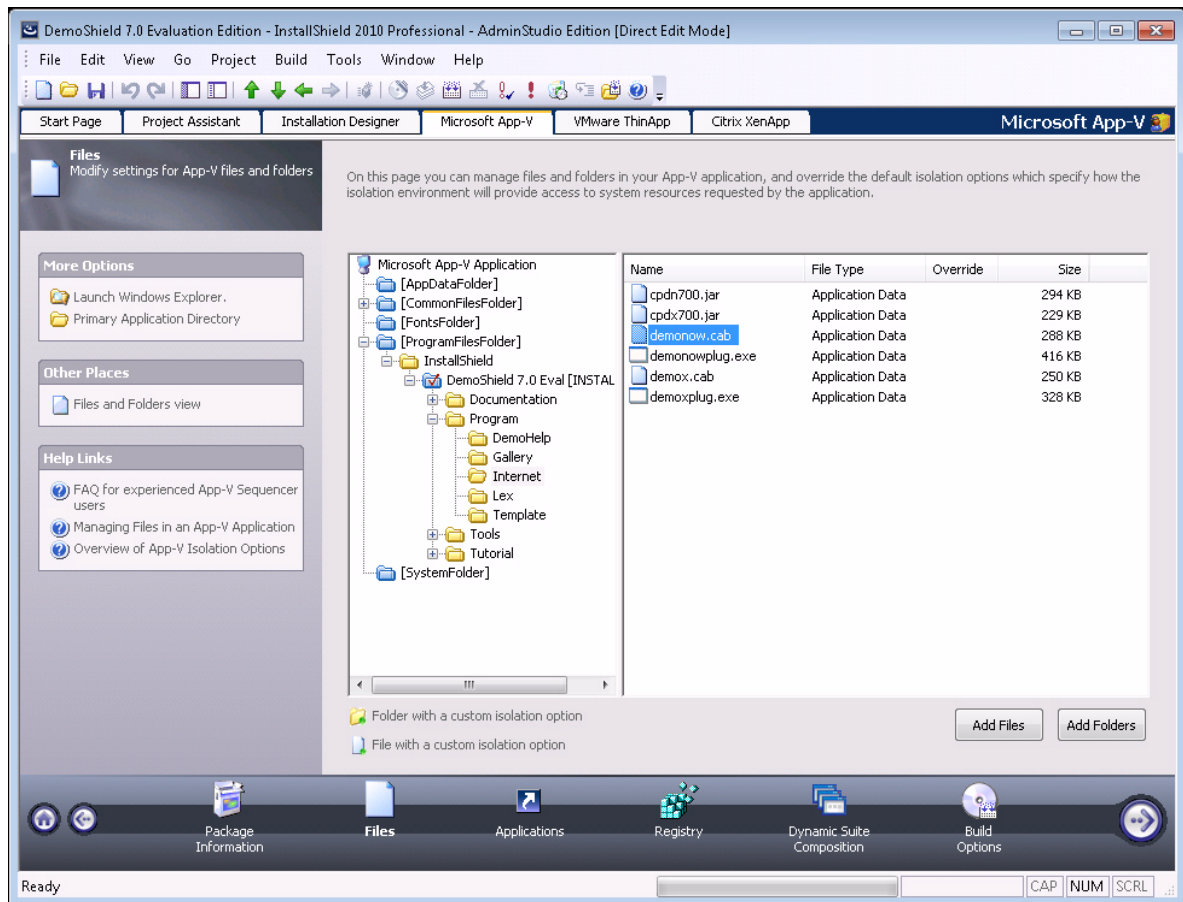 DemoShield 7.0 Evaluation Edition - InstallShield 2010 Professional - AdminStudio Edition [Direct Edit Mode]
File Edit View Go Project Build Tools Window Help
Start Page Project Assistant Installation Designer Microsoft App-V VMware ThinApp Citrix XenApp Microsoft App-V
Files
Modify settings for App-V files and folders
On this page you can manage files and folders in your App-V application, and override the default isolation options which specify how the
isolation environment will provide access to system resources requested by the application.
More Options
Launch Windows Explorer.
Primary Application Directory
Other Places
Files and Folders view
Help Links
FAQ for experienced App-V Sequencer
users
Managing Files in an App-V Application
Overview of App-V Isolation Options
Microsoft App-V Application
[AppDataFolder]
[CommonFilesFolder]
[FontsFolder]
[ProgramFilesFolder]
InstallShield
DemoShield 7.0 Eval [INSTAL
Documentation
Program
DemoHelp
Gallery
Internet
Lex
Template
Tools
Tutorial
[SystemFolder]
Name File Type Override Size
cpdn700.jar Application Data 294 KB
cpdx700.jar Application Data 229 KB
demonow.cab Application Data 288 KB
demonowplug.exe Application Data 416 KB
demox.cab Application Data 250 KB
demoxplug.exe Application Data 328 KB
Folder with a custom isolation option
File with a custom isolation option
Add Files Add Folders
Package
Information
Files
Applications
Registry
Dynamic Suite
Composition
Build
Options
Ready CAP NUM SCRL